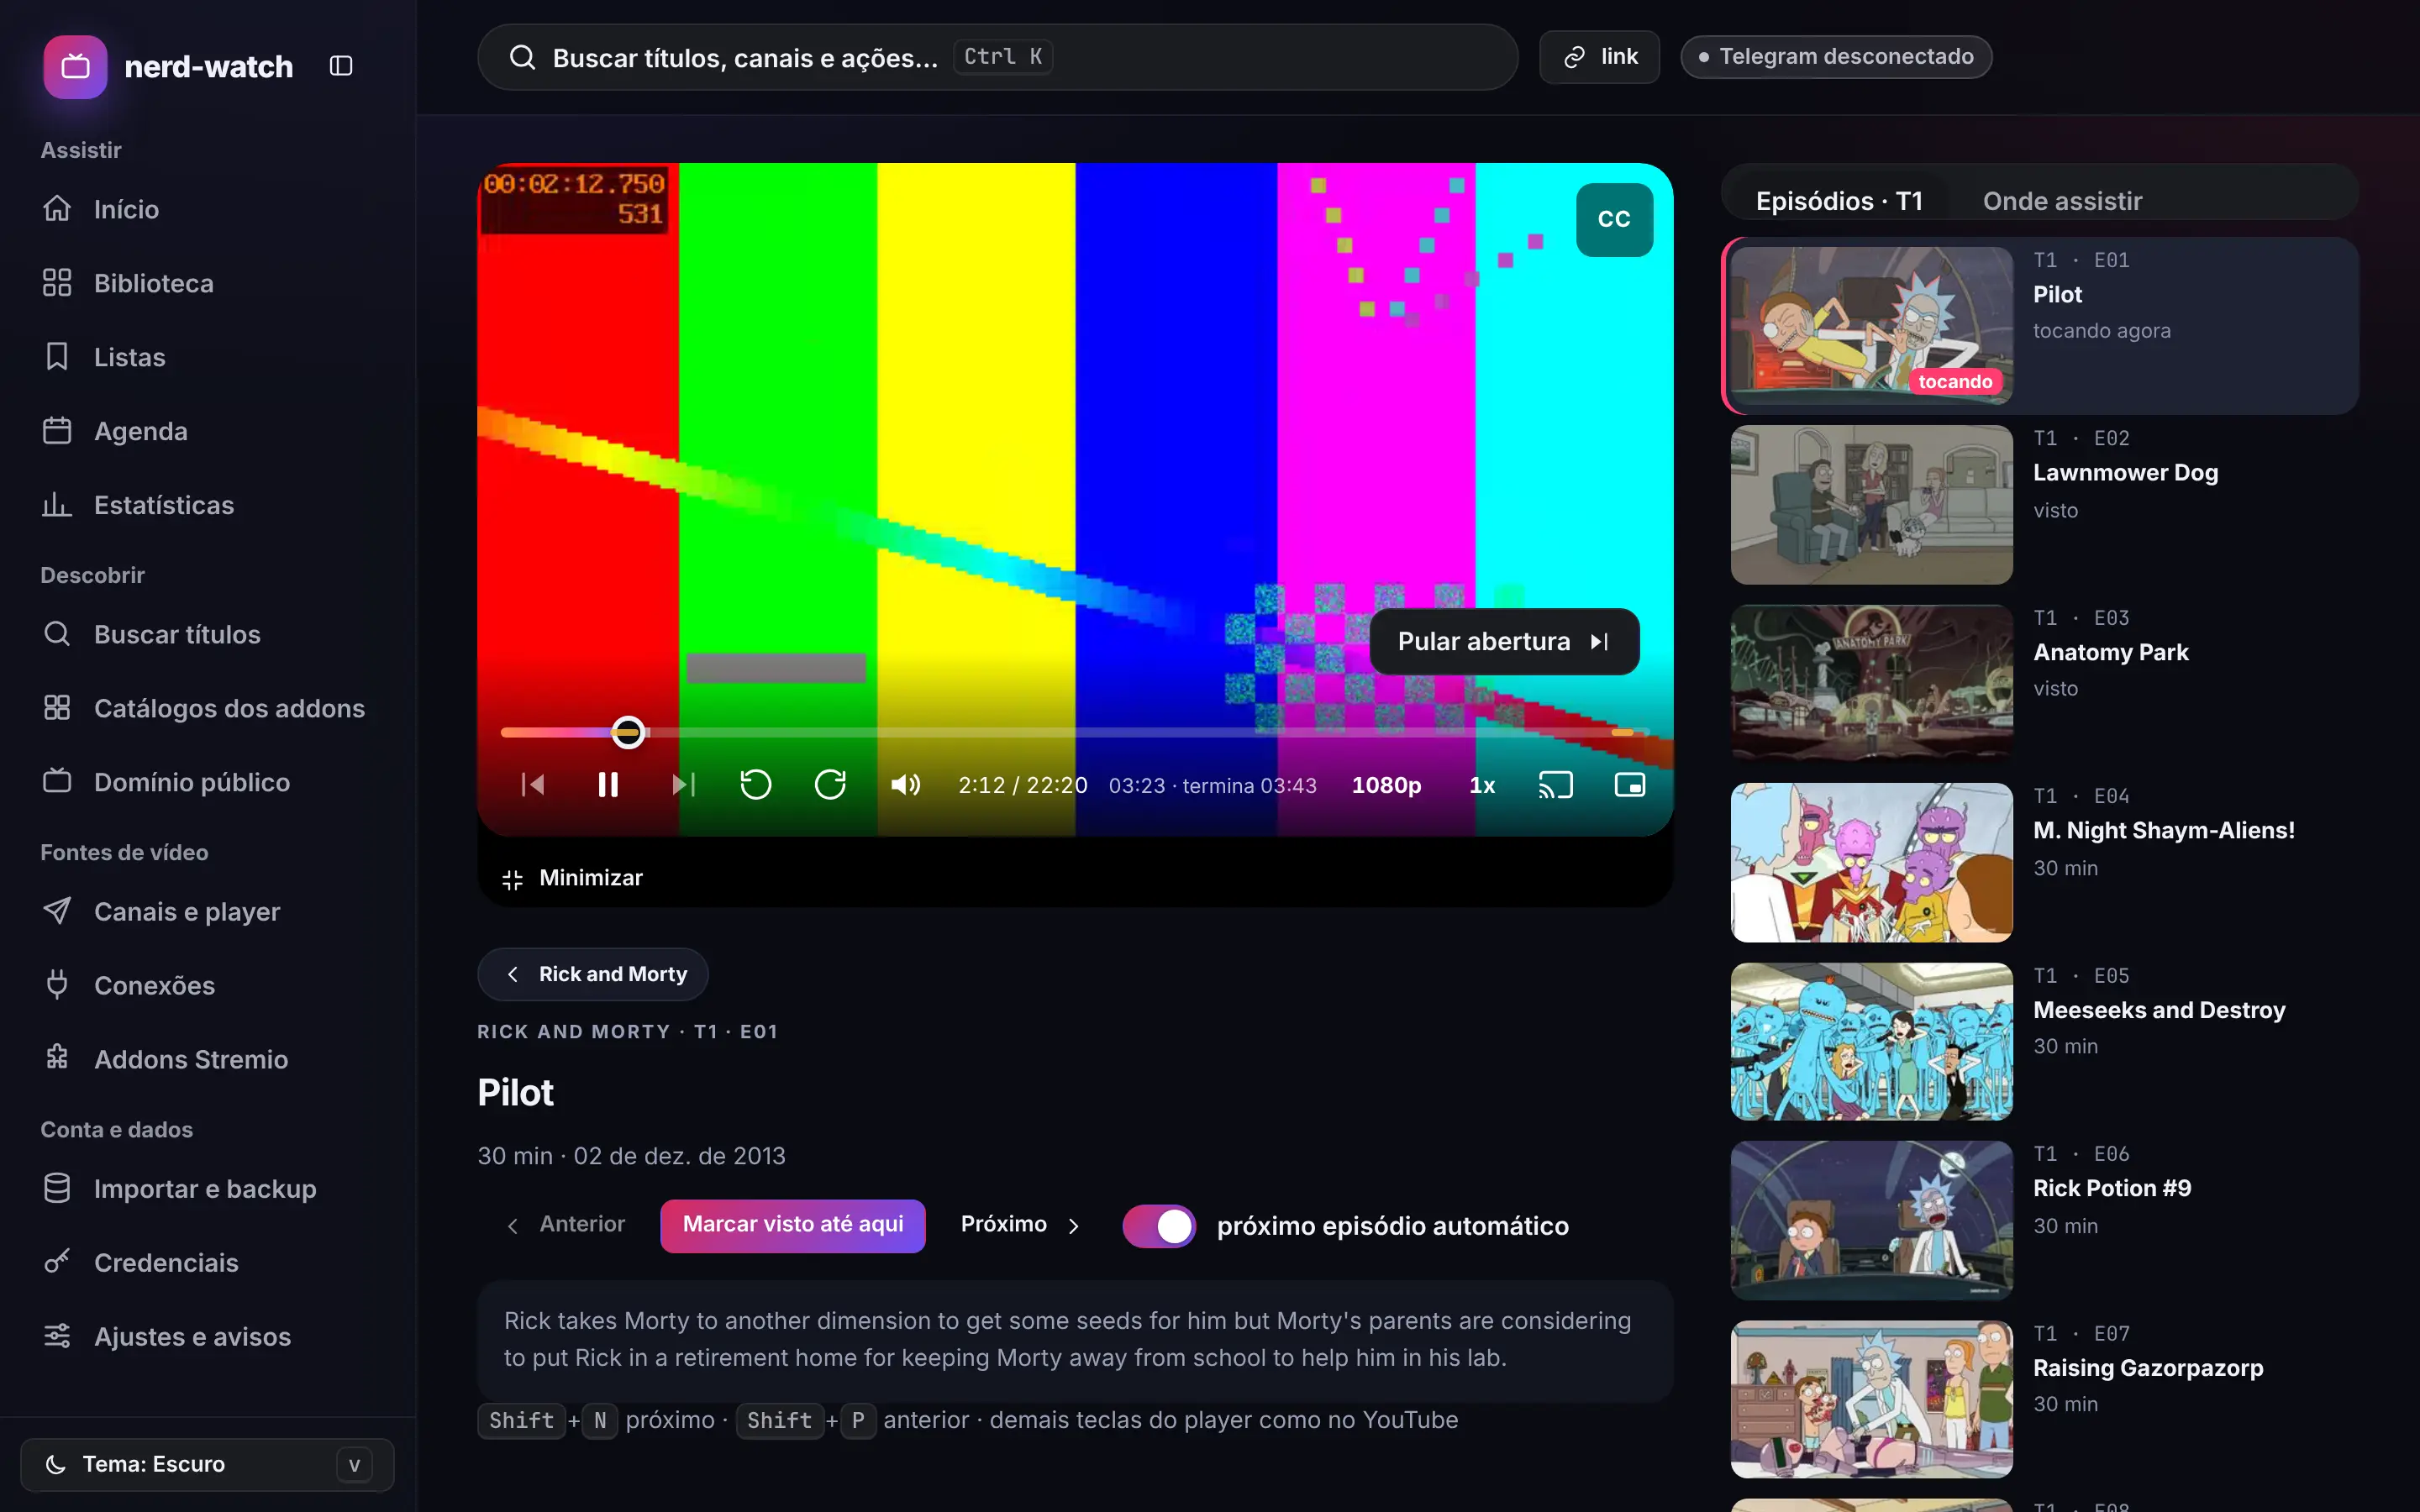 nerd-watch
Assistir
Início
Biblioteca
Listas
Agenda
Estatísticas
Descobrir
Buscar títulos
Catálogos dos addons
Domínio público
Fontes de vídeo
Canais e player
Conexões
Addons Stremio
Conta e dados
Importar e backup
Credenciais
Ajustes e avisos
Tema: Escuro V
Buscar títulos, canais e ações... Ctrl K
link
Telegram desconectado
00:02:12.750
531
CC
Pular abertura
2:12 / 22:20 03:23 · termina 03:43 1080p 1x
Minimizar
Rick and Morty
RICK AND MORTY · T1 · E01
Pilot
30 min · 02 de dez. de 2013
Anterior
Marcar visto até aqui
Próximo
próximo episódio automático
Rick takes Morty to another dimension to get some seeds for him but Morty's parents are considering
to put Rick in a retirement home for keeping Morty away from school to help him in his lab.
Shift + N próximo · Shift + P anterior · demais teclas do player como no YouTube
Episódios · T1
Onde assistir
tocando
T1 · E01
Pilot
tocando agora
T1 · E02
Lawnmower Dog
visto
ANATOMY PARK
T1 · E03
Anatomy Park
visto
T1 · E04
M. Night Shaym-Aliens!
30 min
T1 · E05
Meeseeks and Destroy
30 min
T1 · E06
Rick Potion #9
30 min
T1 · E07
Raising Gazorpazorp
30 min
T1 · E08